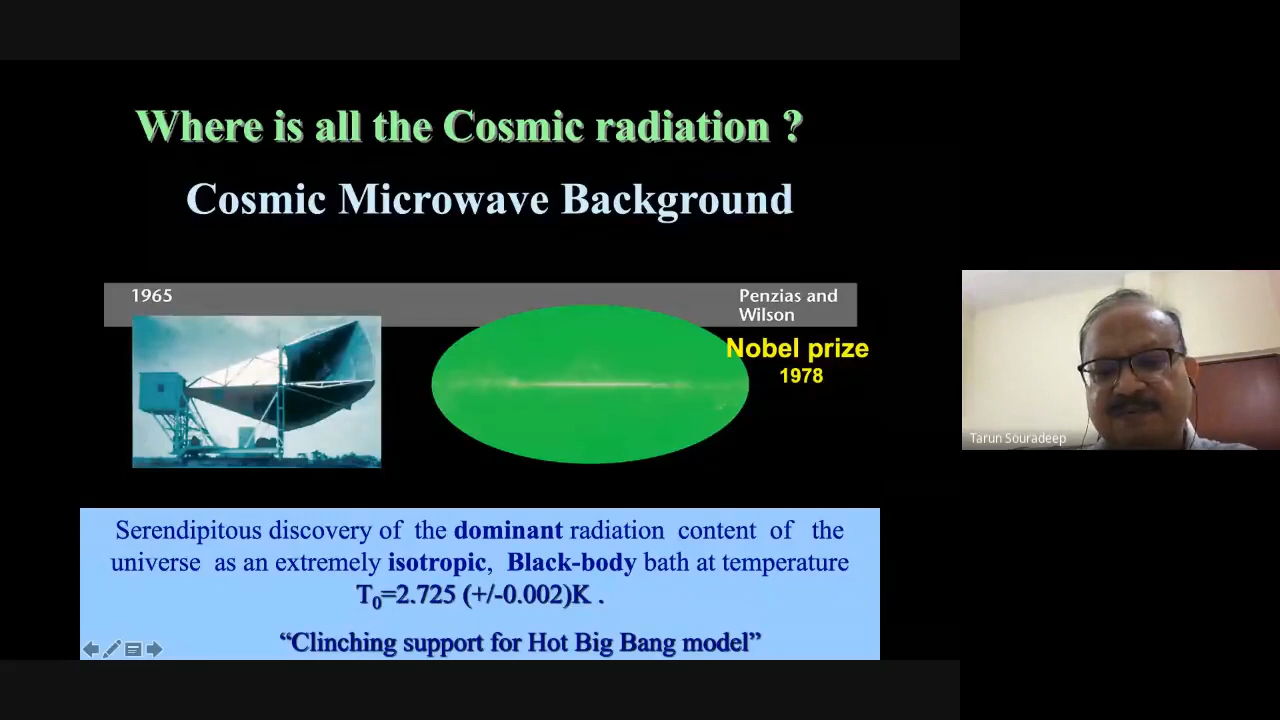 Where is all the Cosmic radiation ?
Cosmic Microwave Background
1965
Penzias and
Wilson
Nobel prize
1978
Serendipitous discovery of the dominant radiation content of the
universe as an extremely isotropic, Black-body bath at temperature
T₀=2.725 (+/-0.002)K .
“Clinching support for Hot Big Bang model”
Tarun Souradeep